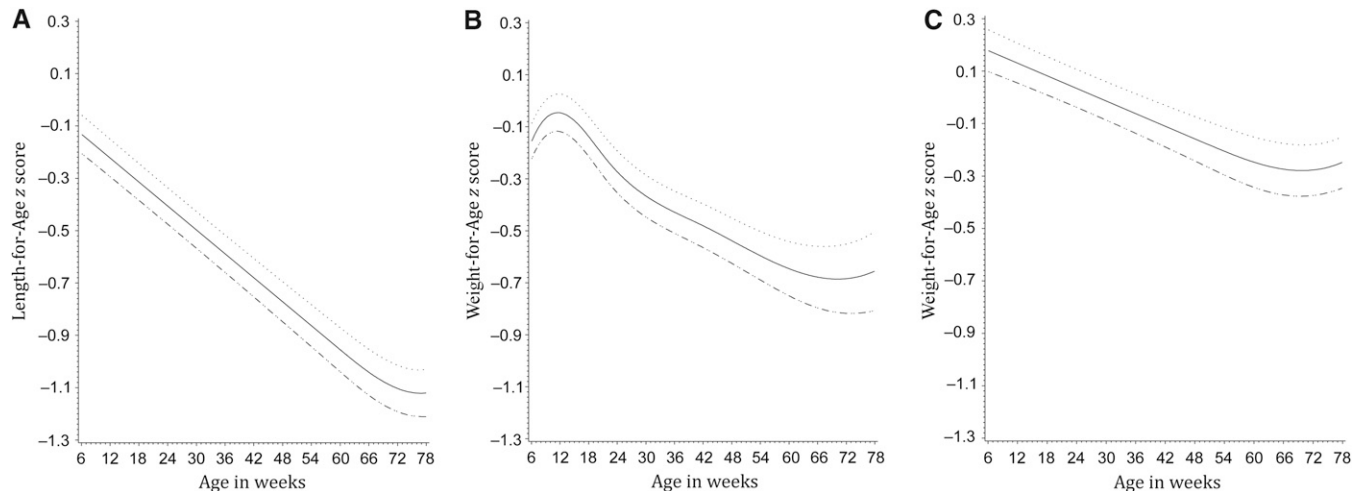 A
0.3
0.1
–0.1
–0.3
–0.5
–0.7
–0.9
–1.1
–1.3
Length-for-Age z score
6 12 18 24 30 36 42 48 54 60 66 72 78
Age in weeks
B
0.3
0.1
–0.1
–0.3
–0.5
–0.7
–0.9
–1.1
–1.3
Weight-for-Age z score
6 12 18 24 30 36 42 48 54 60 66 72 78
Age in weeks
C
0.3
0.1
–0.1
–0.3
–0.5
–0.7
–0.9
–1.1
–1.3
Weight-for-Age z score
6 12 18 24 30 36 42 48 54 60 66 72 78
Age in weeks